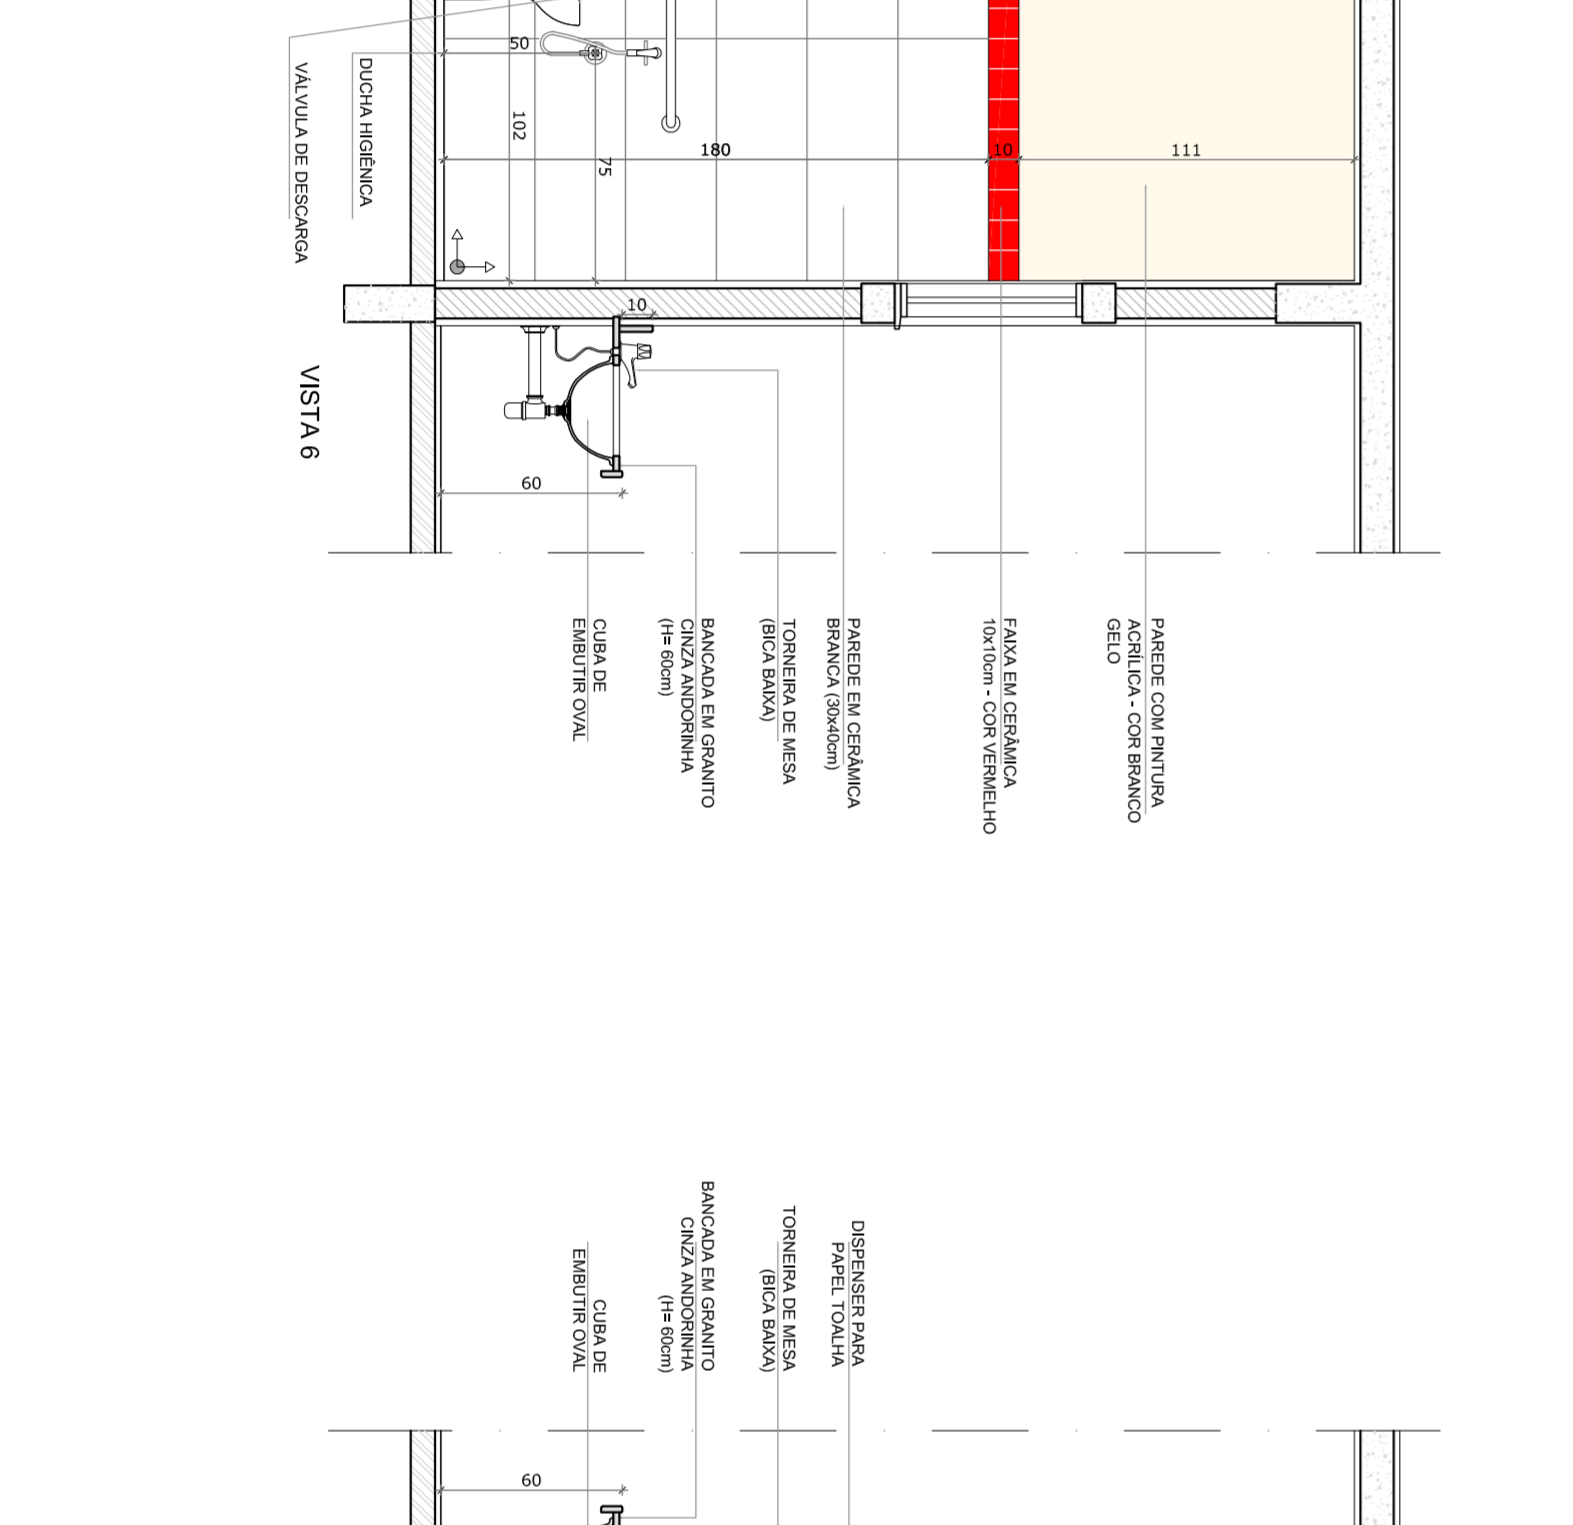 VÁLVULA DE DESCARGA
DUCHA HIGIÊNICA
50
102
75
180
10
111
10
60
VISTA 6
PAREDE COM PINTURA
ACRÍLICA - COR BRANCO
GELO
FAIXA EM CERÂMICA
10x10cm - COR VERMELHO
PAREDE EM CERÂMICA
BRANCA (30x40cm)
TORNEIRA DE MESA
(BICA BAIXA)
BANCADA EM GRANITO
CINZA ANDORINHA
(H= 60cm)
CUBA DE
EMBUTIR OVAL
DISPENSER PARA
PAPEL TOALHA
TORNEIRA DE MESA
(BICA BAIXA)
BANCADA EM GRANITO
CINZA ANDORINHA
(H= 60cm)
CUBA DE
EMBUTIR OVAL
60